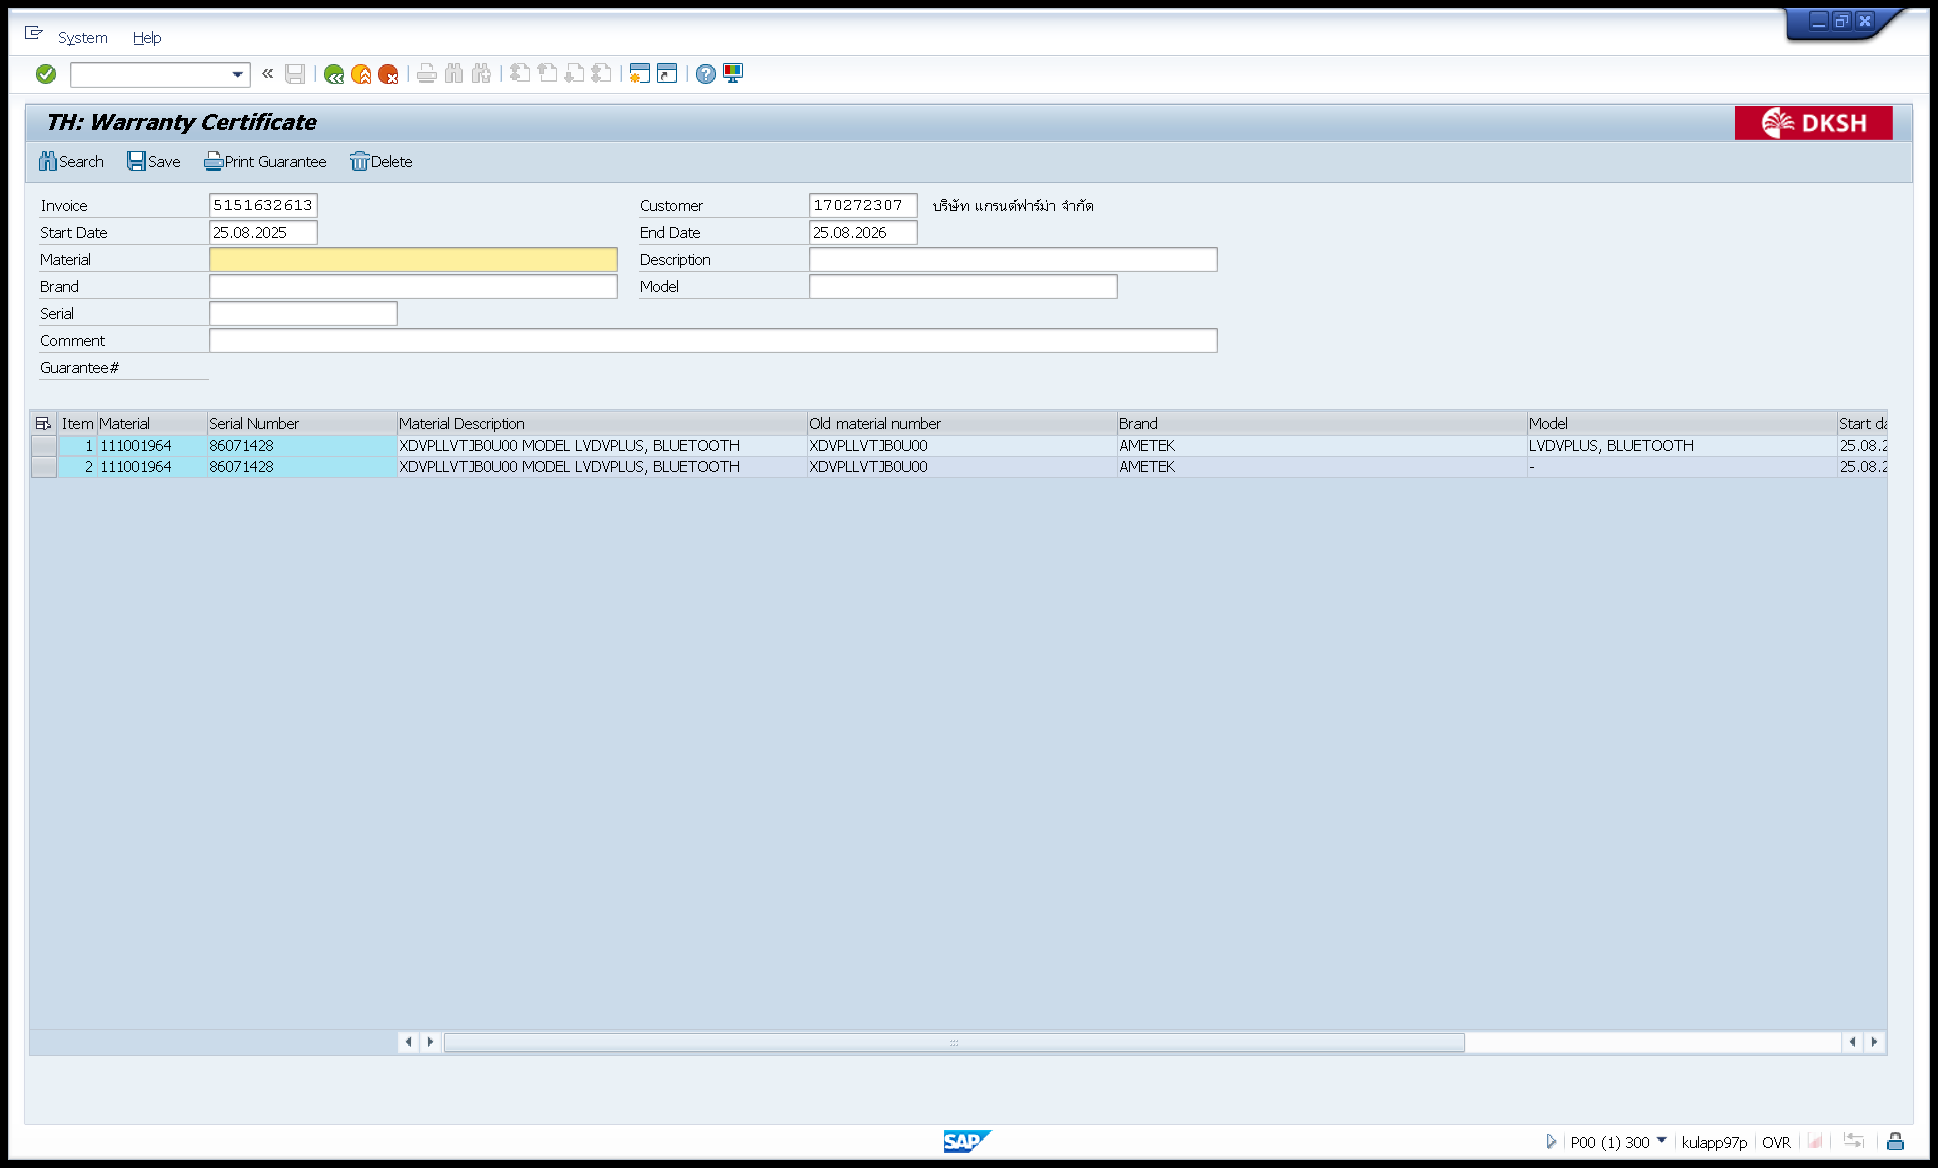 System Help
TH: Warranty Certificate
DKSH
Search Save Print Guarantee Delete
Invoice 5151632613 Customer 170272307 บริษัท แกรนด์ฟาร์ม่า จำกัด
Start Date 25.08.2025 End Date 25.08.2026
Material Description
Brand Model
Serial
Comment
Guarantee#
Item Material Serial Number Material Description Old material number Brand Model Start da
1 111001964 86071428 XDVPLLVTJB0U00 MODEL LVDVPLUS, BLUETOOTH XDVPLLVTJB0U00 AMETEK LVDVPLUS, BLUETOOTH 25.08.2
2 111001964 86071428 XDVPLLVTJB0U00 MODEL LVDVPLUS, BLUETOOTH XDVPLLVTJB0U00 AMETEK - 25.08.2
SAP P00 (1) 300 kulapp97p OVR